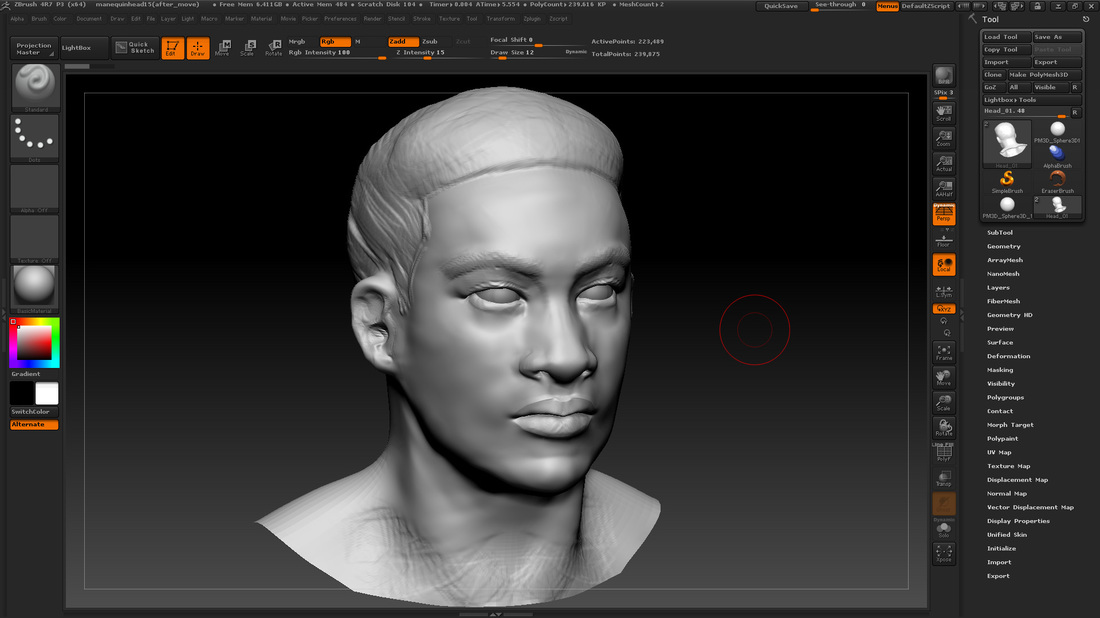 ZBrush 4R7 P3 (x64) manequinhead15(after_move) • Free Mem 6.411GB • Active Mem 484 • Scratch Disk 104 • Timer▸0.004 ATime▸5.554 • PolyCount▸239.616 KP • MeshCount▸2 QuickSave See-through 0 Menus DefaultZScript
Alpha Brush Color Document Draw Edit File Layer Light Macro Marker Material Movie Picker Preferences Render Stencil Stroke Texture Tool Transform Zplugin Zscript
Tool
Projection
Master
LightBox
Quick
Sketch
Edit
Draw
Move
Scale
Rotate
Mrgb Rgb M
Rgb Intensity 100
Zadd Zsub Zcut
Z Intensity 15
Focal Shift 0
Draw Size 12 Dynamic
ActivePoints: 223,489
TotalPoints: 239,875
Load Tool Save As
Copy Tool Paste Tool
Import Export
Clone Make PolyMesh3D
GoZ All Visible R
Lightbox▸Tools
Head_01. 48 R
2
Head_01
PM3D_Sphere3D1
AlphaBrush
SimpleBrush EraserBrush
2
PM3D_Sphere3D_1 Head_01
SubTool
Geometry
ArrayMesh
NanoMesh
Layers
FiberMesh
Geometry HD
Preview
Surface
Deformation
Masking
Visibility
Polygroups
Contact
Morph Target
Polypaint
UV Map
Texture Map
Displacement Map
Normal Map
Vector Displacement Map
Display Properties
Unified Skin
Initialize
Import
Export
Standard
Dots
Alpha Off
Texture Off
BasicMaterial
Gradient
SwitchColor
Alternate
BPR
SPix 3
Scroll
Zoom
Actual
AAHalf
Dynamic
Persp
Floor
Local
L.Sym
XYZ
Frame
Move
Scale
Rotate
Line Fill
PolyF
Transp
Dynamic
Solo
Xpose